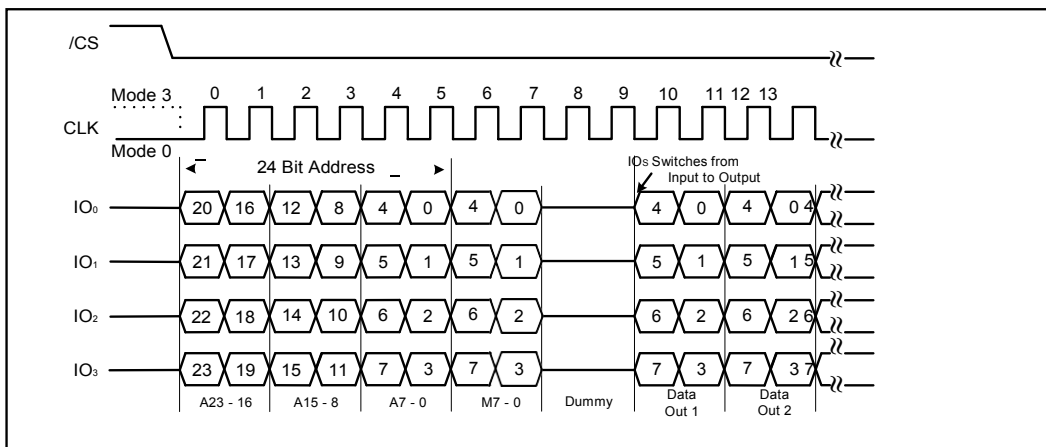 /CS
Mode 3 0 1 2 3 4 5 6 7 8 9 10 11 12 13
CLK
Mode 0
24 Bit Address
IOs Switches from
Input to Output
IO0 20 16 12 8 4 0 4 0 4 0 4 0 4
IO1 21 17 13 9 5 1 5 1 5 1 5 1 5
IO2 22 18 14 10 6 2 6 2 6 2 6 2 6
IO3 23 19 15 11 7 3 7 3 7 3 7 3 7
A23 - 16 A15 - 8 A7 - 0 M7 - 0 Dummy Data Data
Out 1 Out 2